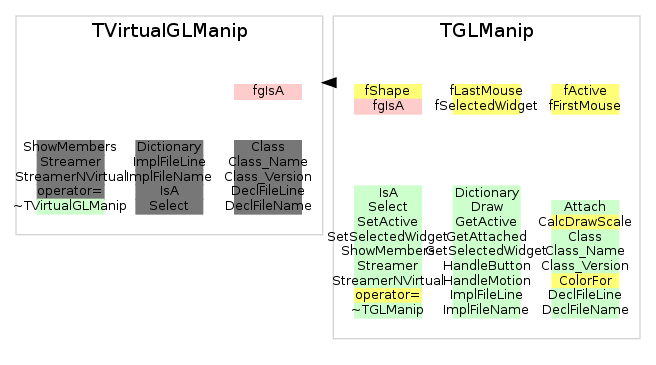 TVirtualGLManip
fgIsA
ShowMembers Dictionary Class
Streamer ImplFileLine Class_Name
StreamerNVirtual ImplFileName Class_Version
operator= IsA DeclFileLine
~TVirtualGLManip Select DeclFileName
TGLManip
fShape fLastMouse fActive
fgIsA fSelectedWidget fFirstMouse
IsA Dictionary
Select Draw Attach
SetActive GetActive CalcDrawScale
SetSelectedWidget GetAttached Class
ShowMembers GetSelectedWidget Class_Name
Streamer HandleButton Class_Version
StreamerNVirtual HandleMotion ColorFor
operator= ImplFileLine DeclFileLine
~TGLManip ImplFileName DeclFileName